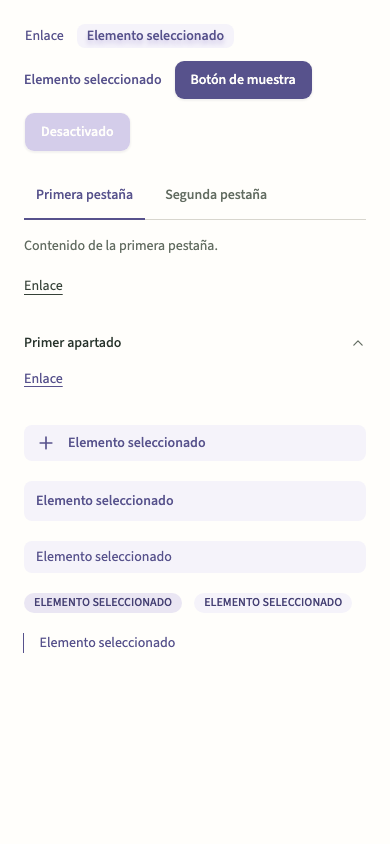 Enlace Elemento seleccionado
Elemento seleccionado Botón de muestra
Desactivado
Primera pestaña Segunda pestaña
Contenido de la primera pestaña.
Enlace
Primer apartado
Enlace
Elemento seleccionado
Elemento seleccionado
Elemento seleccionado
ELEMENTO SELECCIONADO ELEMENTO SELECCIONADO
Elemento seleccionado